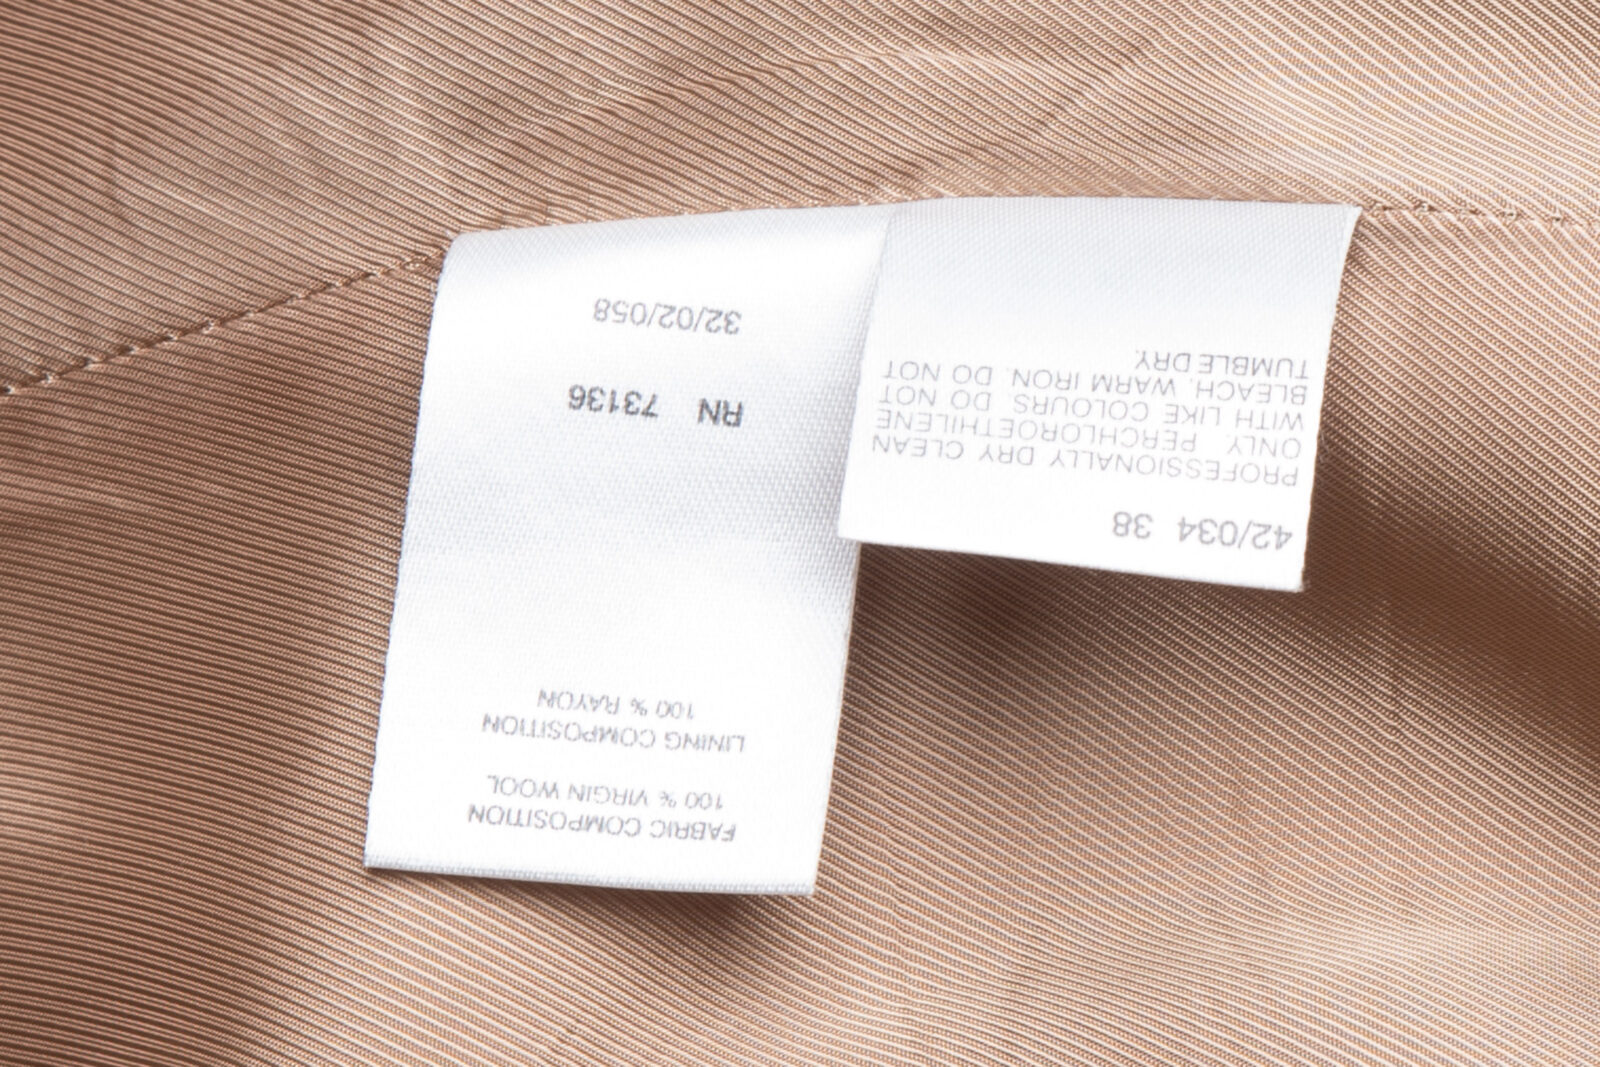 FABRIC COMPOSITION
100 % VIRGIN WOOL
LINING COMPOSITION
100 % RAYON
RN 73136
32/02/058
42/034 38
PROFESSIONALLY DRY CLEAN
ONLY. PERCHLOROETHILENE
WITH LIKE COLOURS. DO NOT
BLEACH. WARM IRON. DO NOT
TUMBLE DRY.